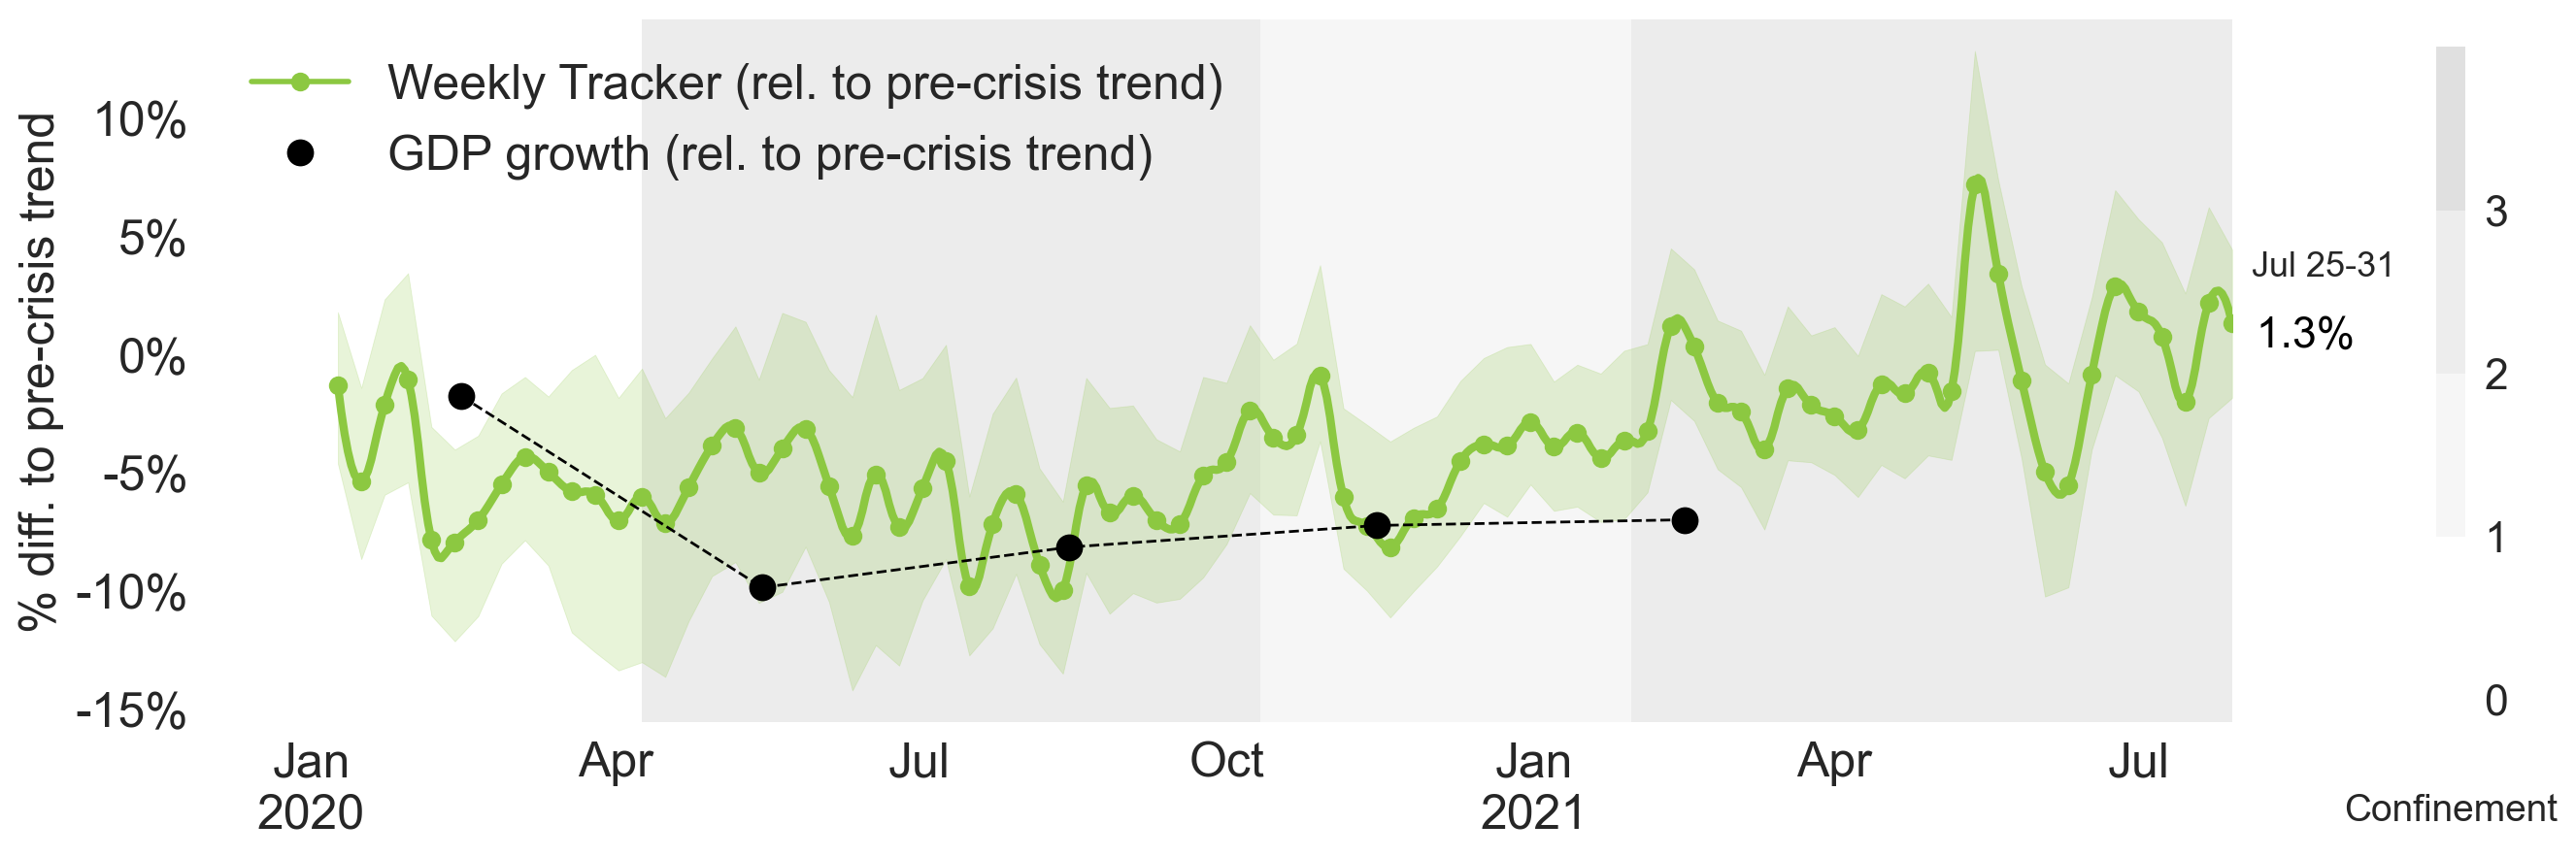 Weekly Tracker (rel. to pre-crisis trend)
GDP growth (rel. to pre-crisis trend)
% diff. to pre-crisis trend
10%
5%
0%
-5%
-10%
-15%
Jan
2020
Apr
Jul
Oct
Jan
2021
Apr
Jul
Jul 25-31
1.3%
3
2
1
0
Confinement